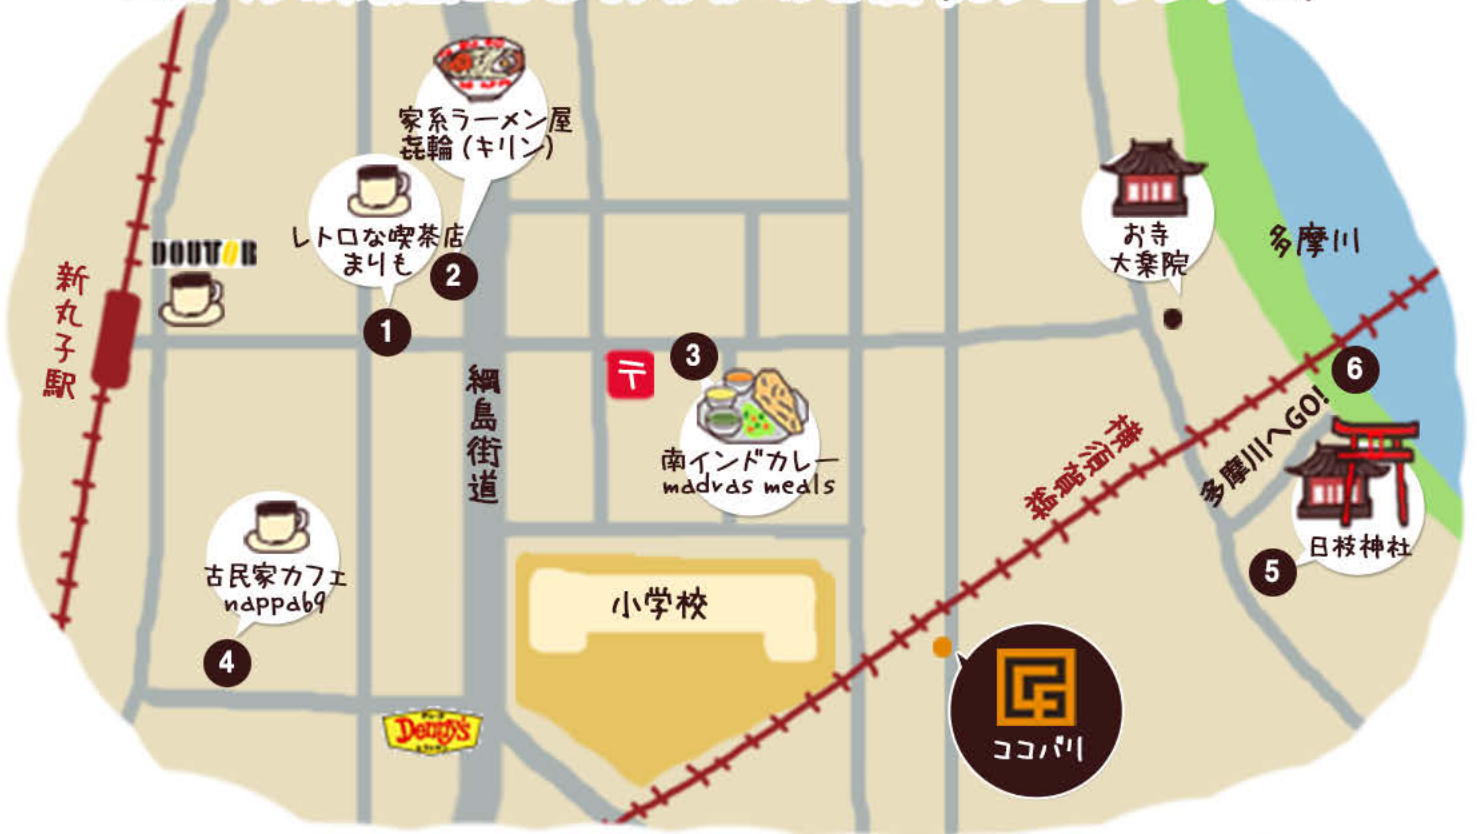 家系ラーメン屋
㐂輪(キリン)
レトロな喫茶店
まりも
2
1
DOUTOR
新丸子駅
綱島街道
〒
3
南インドカレー
madras meals
お寺
大楽院
多摩川
6
多摩川へGO!
横須賀線
日枝神社
5
古民家カフェ
nappa69
4
小学校
Denny's
ココバリ